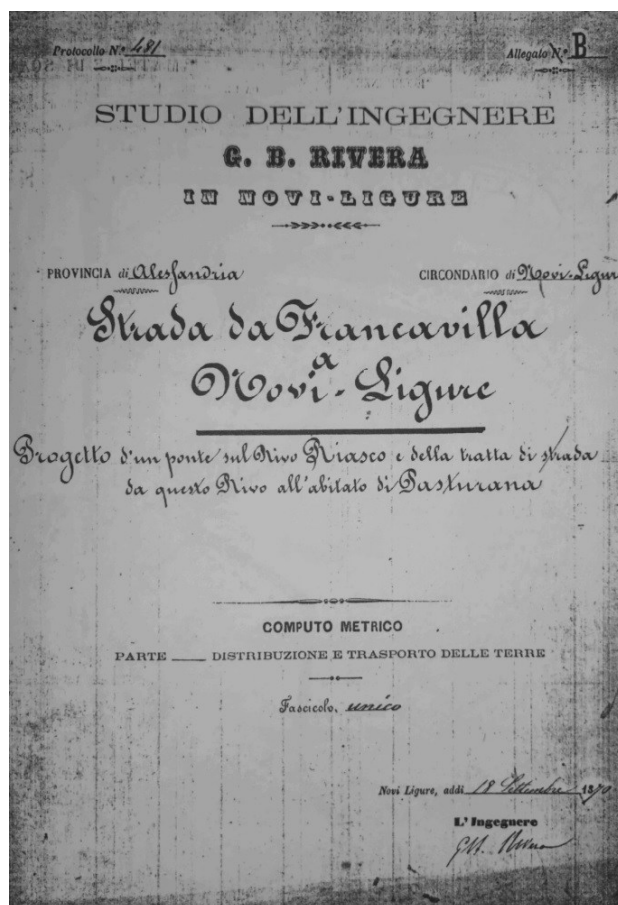 Protocollo N.° 481
Allegato N.° B
STUDIO DELL'INGEGNERE
G. B. RIVERA
IN NOVI-LIGURE
PROVINCIA di Alessandria
CIRCONDARIO di Novi-Ligure
Strada da Francavilla
a
Novi-Ligure
Progetto d'un ponte sul Rivo Riasco e della tratta di strada
da questo Rivo all'abitato di Pasturana
COMPUTO METRICO
PARTE DISTRIBUZIONE E TRASPORTO DELLE TERRE
Fascicolo, unico
Novi Ligure, addì 18 Settembre 1870
L'Ingegnere
GB. Rivera